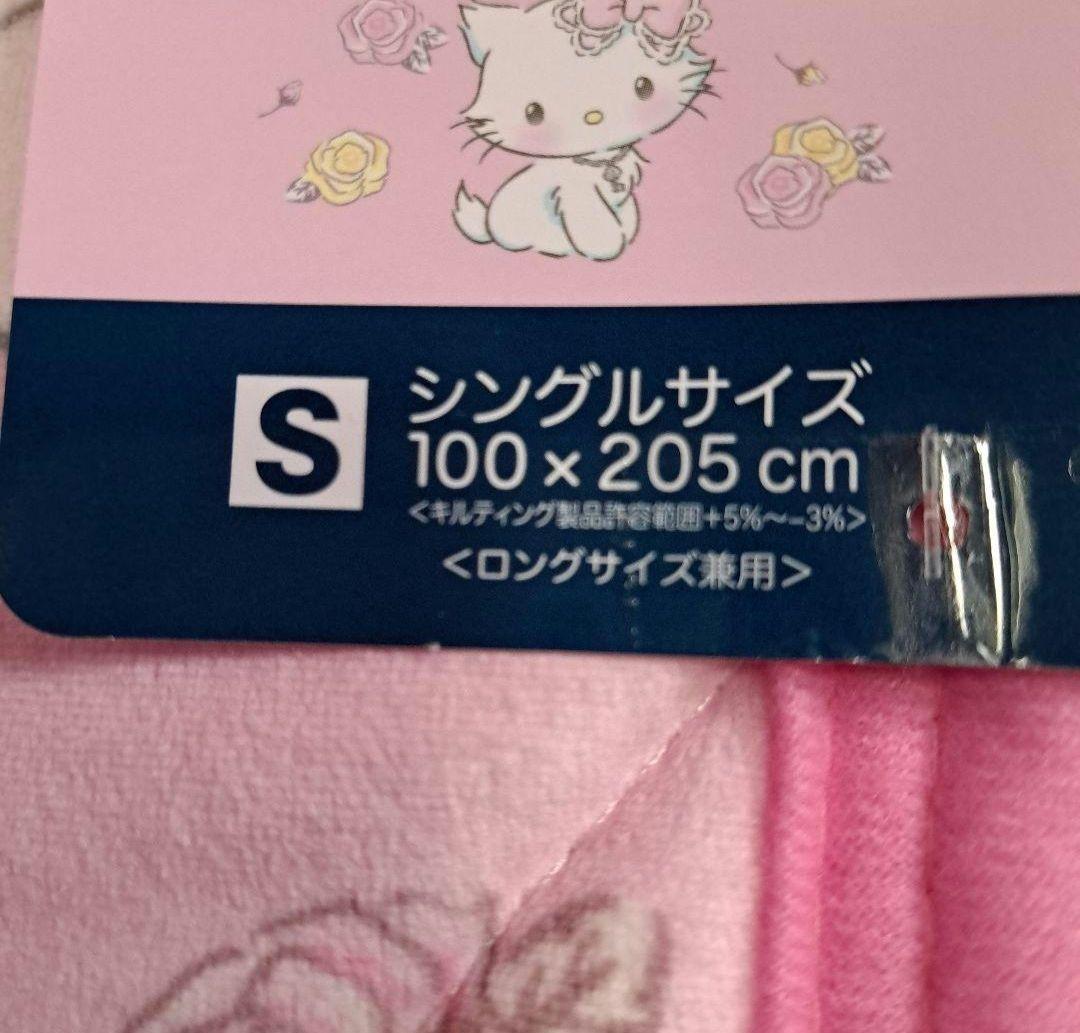 S
シングルサイズ
100 × 205 cm
<キルティング製品許容範囲+5%～-3%>
<ロングサイズ兼用>